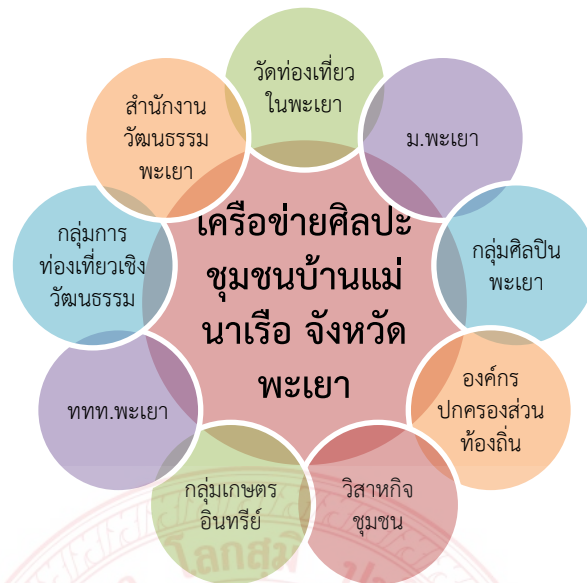 วัดท่องเที่ยว
ในพะเยา
ม.พะเยา
กลุ่มศิลปิน
พะเยา
องค์กร
ปกครองส่วน
ท้องถิ่น
วิสาหกิจ
ชุมชน
กลุ่มเกษตร
อินทรีย์
ททท.พะเยา
กลุ่มการ
ท่องเที่ยวเชิง
วัฒนธรรม
สำนักงาน
วัฒนธรรม
พะเยา
เครือข่ายศิลปะ
ชุมชนบ้านแม่
นาเรือ จังหวัด
พะเยา